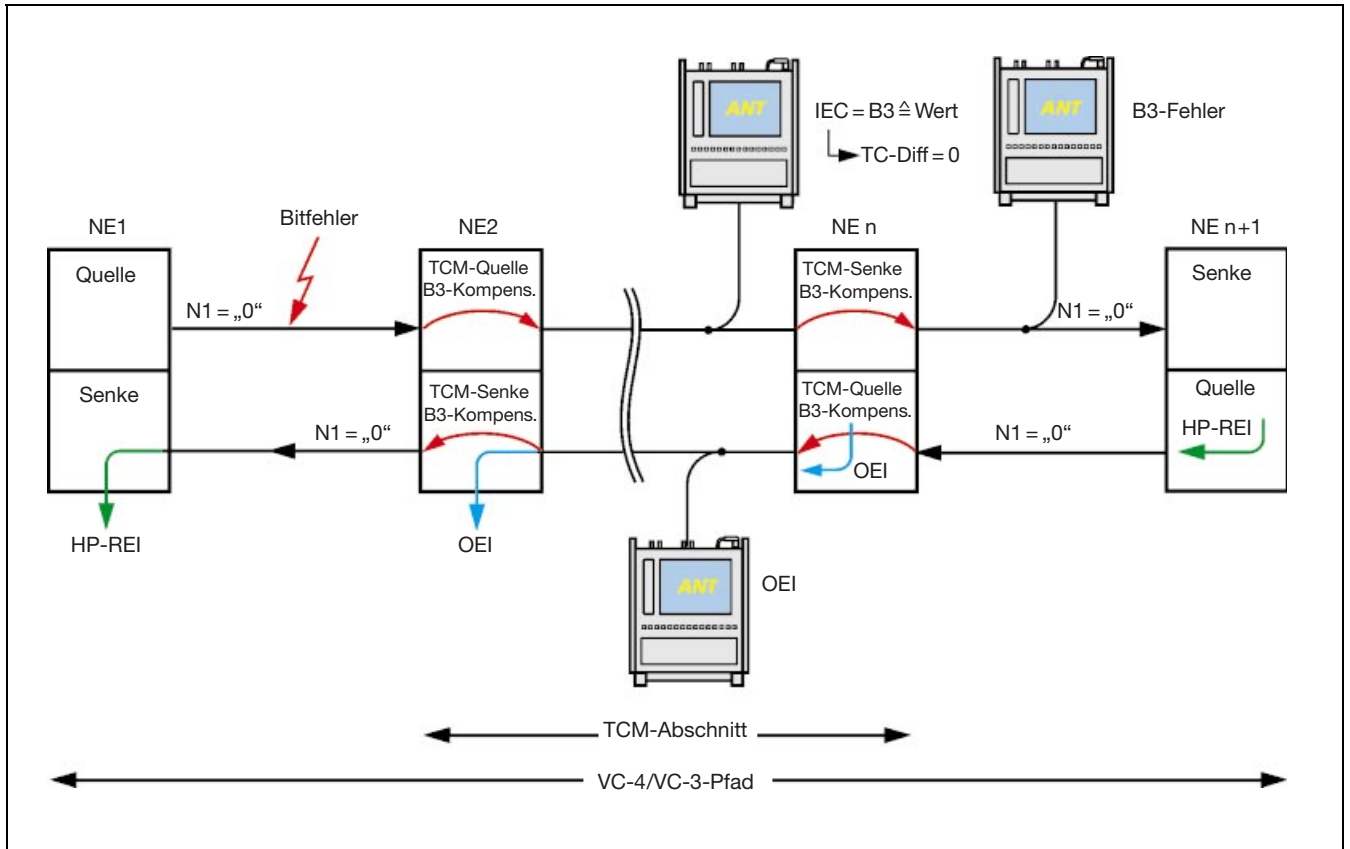 ANT
IEC = B3 ≙ Wert
TC-Diff = 0
ANT
B3-Fehler
NE1
Bitfehler
NE2
NE n
NE n+1
Quelle
N1 = „0“
TCM-Quelle
B3-Kompens.
TCM-Senke
B3-Kompens.
N1 = „0“
Senke
Senke
N1 = „0“
TCM-Senke
B3-Kompens.
TCM-Quelle
B3-Kompens.
OEI
N1 = „0“
Quelle
HP-REI
HP-REI
OEI
ANT
OEI
TCM-Abschnitt
VC-4/VC-3-Pfad